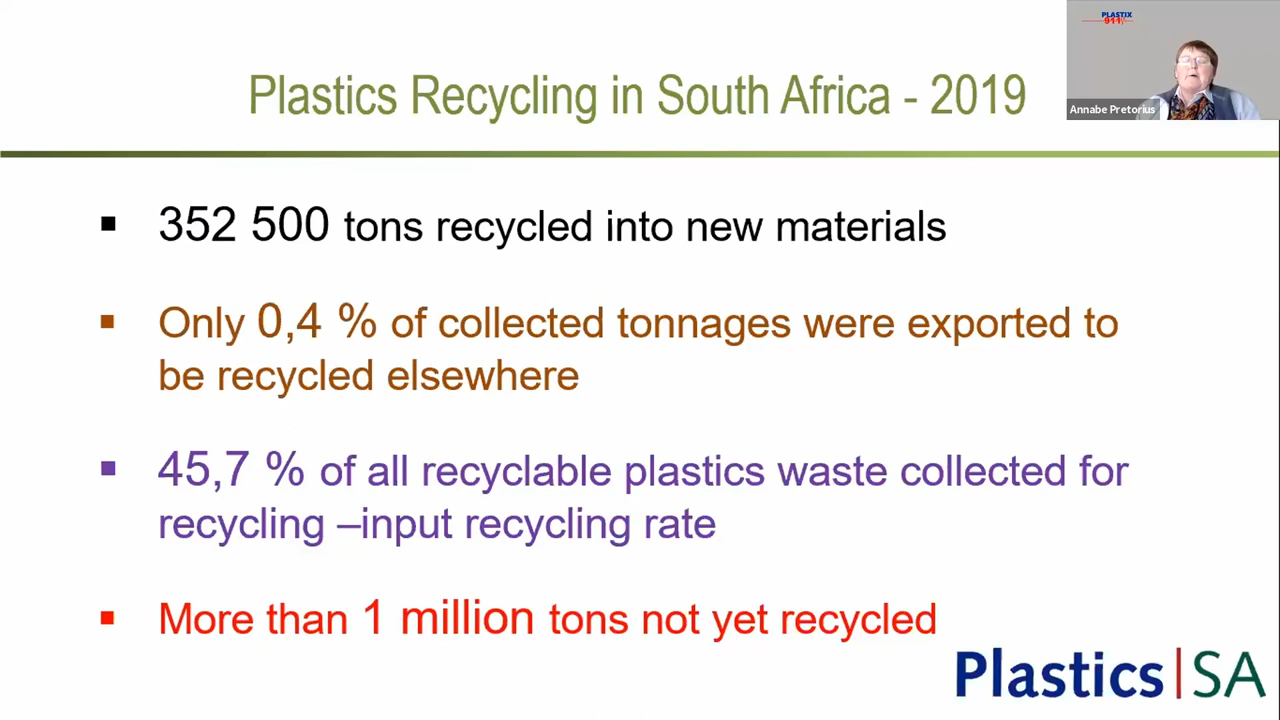 PLASTIX
911
Annabe Pretorius
Plastics Recycling in South Africa - 2019
▪ 352 500 tons recycled into new materials
▪ Only 0,4 % of collected tonnages were exported to
be recycled elsewhere
▪ 45,7 % of all recyclable plastics waste collected for
recycling –input recycling rate
▪ More than 1 million tons not yet recycled
Plastics|SA